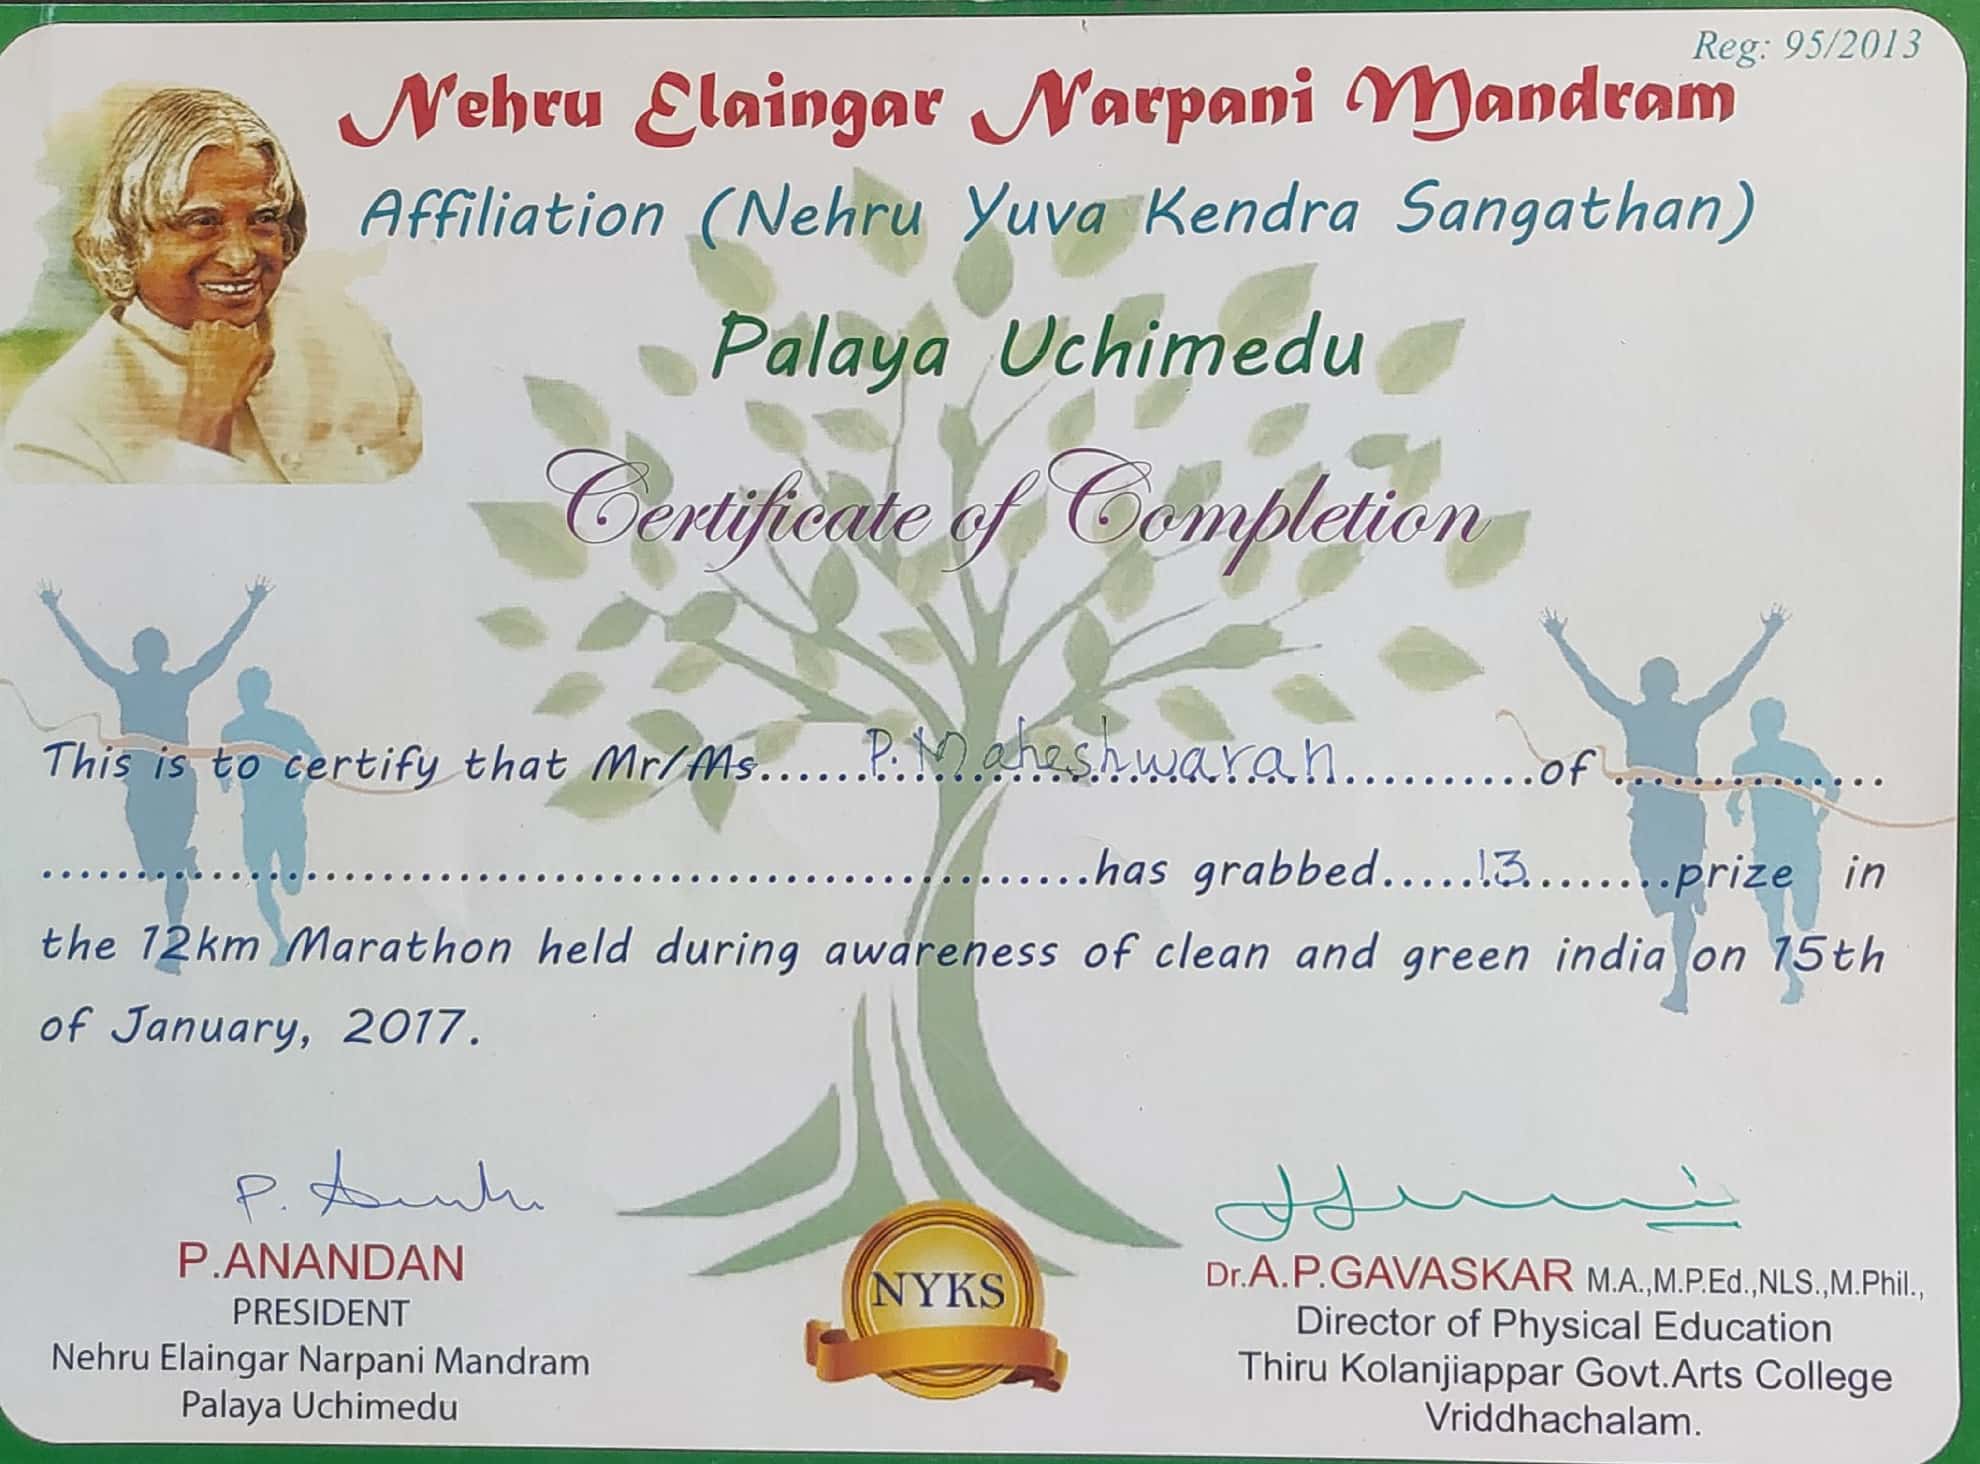 Reg: 95/2013
Nehru Elaingar Narpani Mandram
Affiliation (Nehru Yuva Kendra Sangathan)
Palaya Uchimedu
Certificate of Completion
This is to certify that Mr/Ms......P.Maheshwaran..........of ..............
........................................................has grabbed.....13........prize in
the 12km Marathon held during awareness of clean and green india on 15th
of January, 2017.
P.ANANDAN
PRESIDENT
Nehru Elaingar Narpani Mandram
Palaya Uchimedu
NYKS
Dr.A.P.GAVASKAR M.A.,M.P.Ed.,NLS.,M.Phil.,
Director of Physical Education
Thiru Kolanjiappar Govt.Arts College
Vriddhachalam.